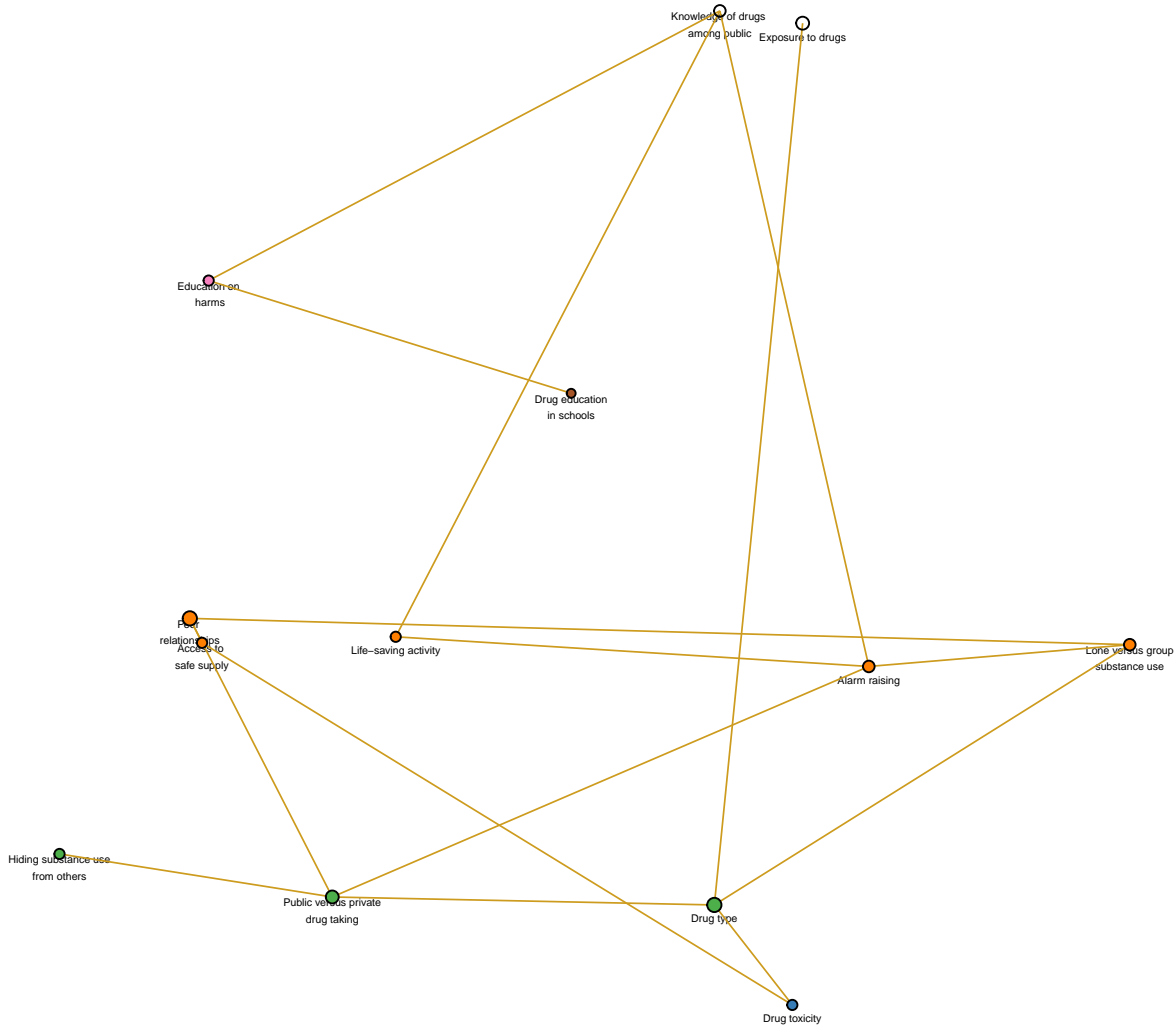 Knowledge of drugs
among public
Exposure to drugs
Education on
harms
Drug education
in schools
Peer
relationships
Access to
safe supply
Life−saving activity
Lone versus group
substance use
Alarm raising
Hiding substance use
from others
Public versus private
drug taking
Drug type
Drug toxicity